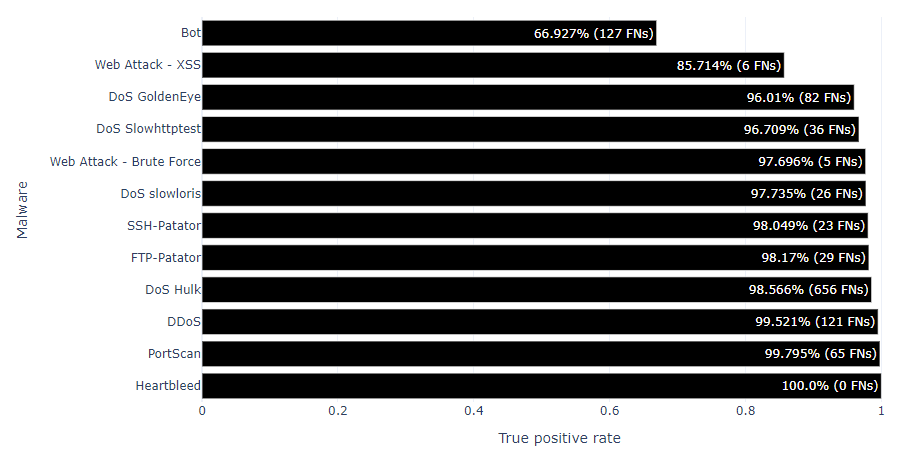 Bot 66.927% (127 FNs)
Web Attack - XSS 85.714% (6 FNs)
DoS GoldenEye 96.01% (82 FNs)
DoS Slowhttptest 96.709% (36 FNs)
Web Attack - Brute Force 97.696% (5 FNs)
DoS slowloris 97.735% (26 FNs)
SSH-Patator 98.049% (23 FNs)
FTP-Patator 98.17% (29 FNs)
DoS Hulk 98.566% (656 FNs)
DDoS 99.521% (121 FNs)
PortScan 99.795% (65 FNs)
Heartbleed 100.0% (0 FNs)
Malware
0 0.2 0.4 0.6 0.8 1
True positive rate